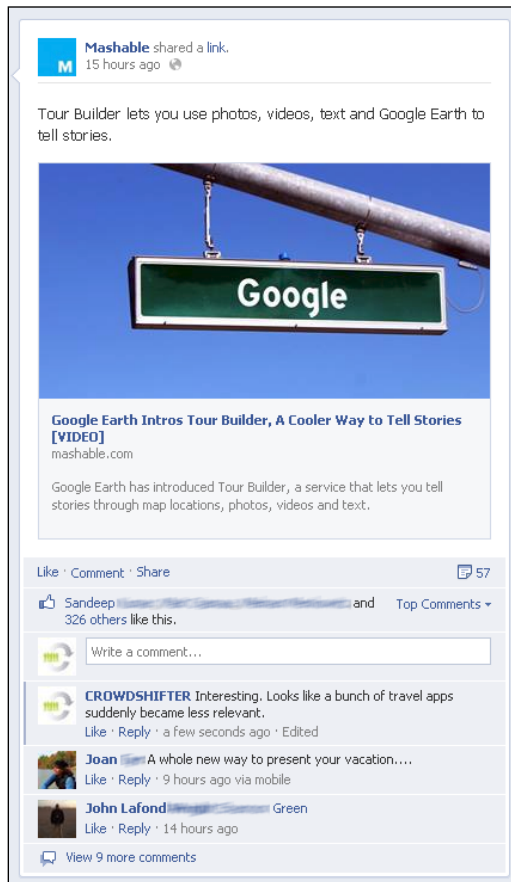 M
Mashable shared a link.
15 hours ago
Tour Builder lets you use photos, videos, text and Google Earth to
tell stories.
Google
Google Earth Intros Tour Builder, A Cooler Way to Tell Stories
[VIDEO]
mashable.com
Google Earth has introduced Tour Builder, a service that lets you tell
stories through map locations, photos, videos and text.
Like · Comment · Share 57
Sandeep and Top Comments
326 others like this.
Write a comment...
CROWDSHIFTER Interesting. Looks like a bunch of travel apps
suddenly became less relevant.
Like · Reply · a few seconds ago · Edited
Joan A whole new way to present your vacation....
Like · Reply · 9 hours ago via mobile
John Lafond Green
Like · Reply · 14 hours ago
View 9 more comments